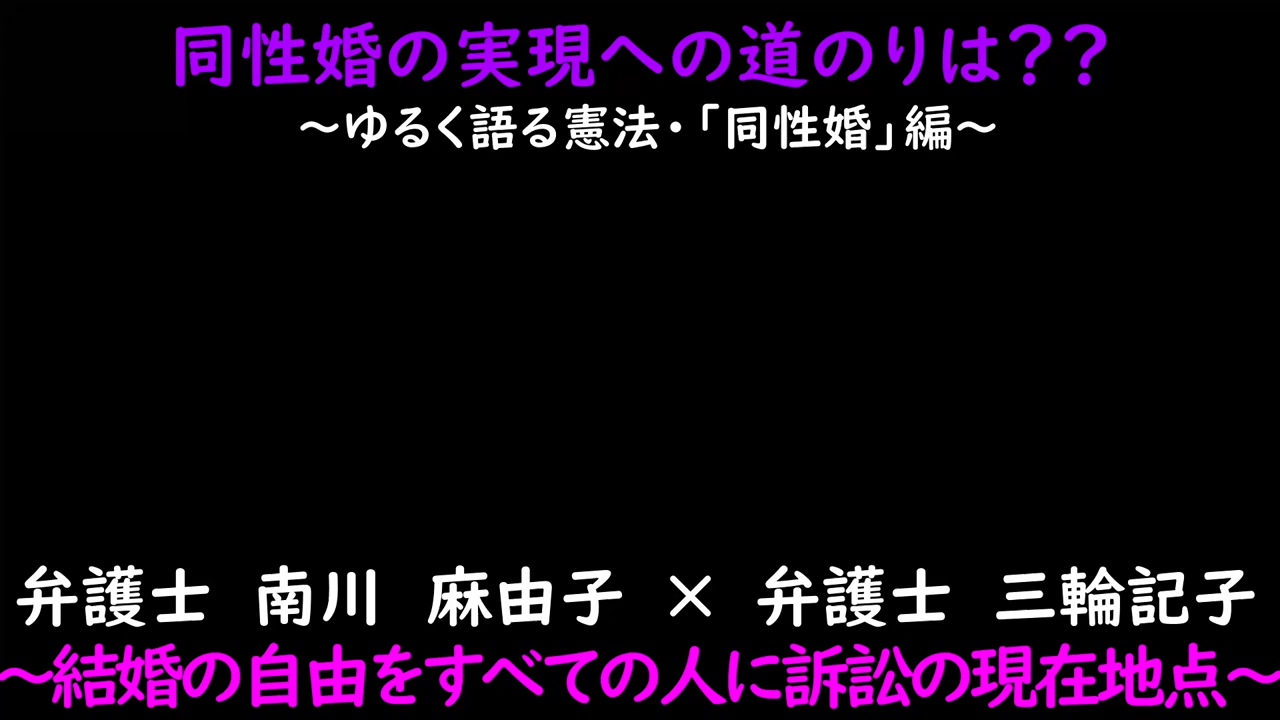 同性婚の実現への道のりは？？
～ゆるく語る憲法・「同性婚」編～
弁護士　南川　麻由子 × 弁護士　三輪記子
～結婚の自由をすべての人に訴訟の現在地点～